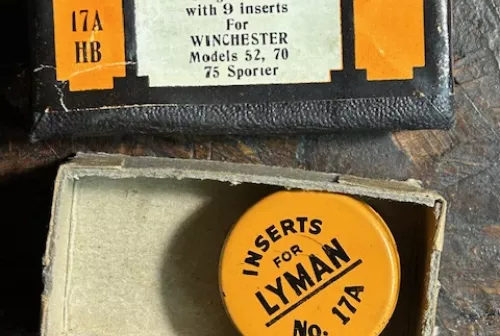 17A
HB
with 9 inserts
For
WINCHESTER
Models 52, 70
75 Sporter
INSERTS
FOR
LYMAN
No. 17A